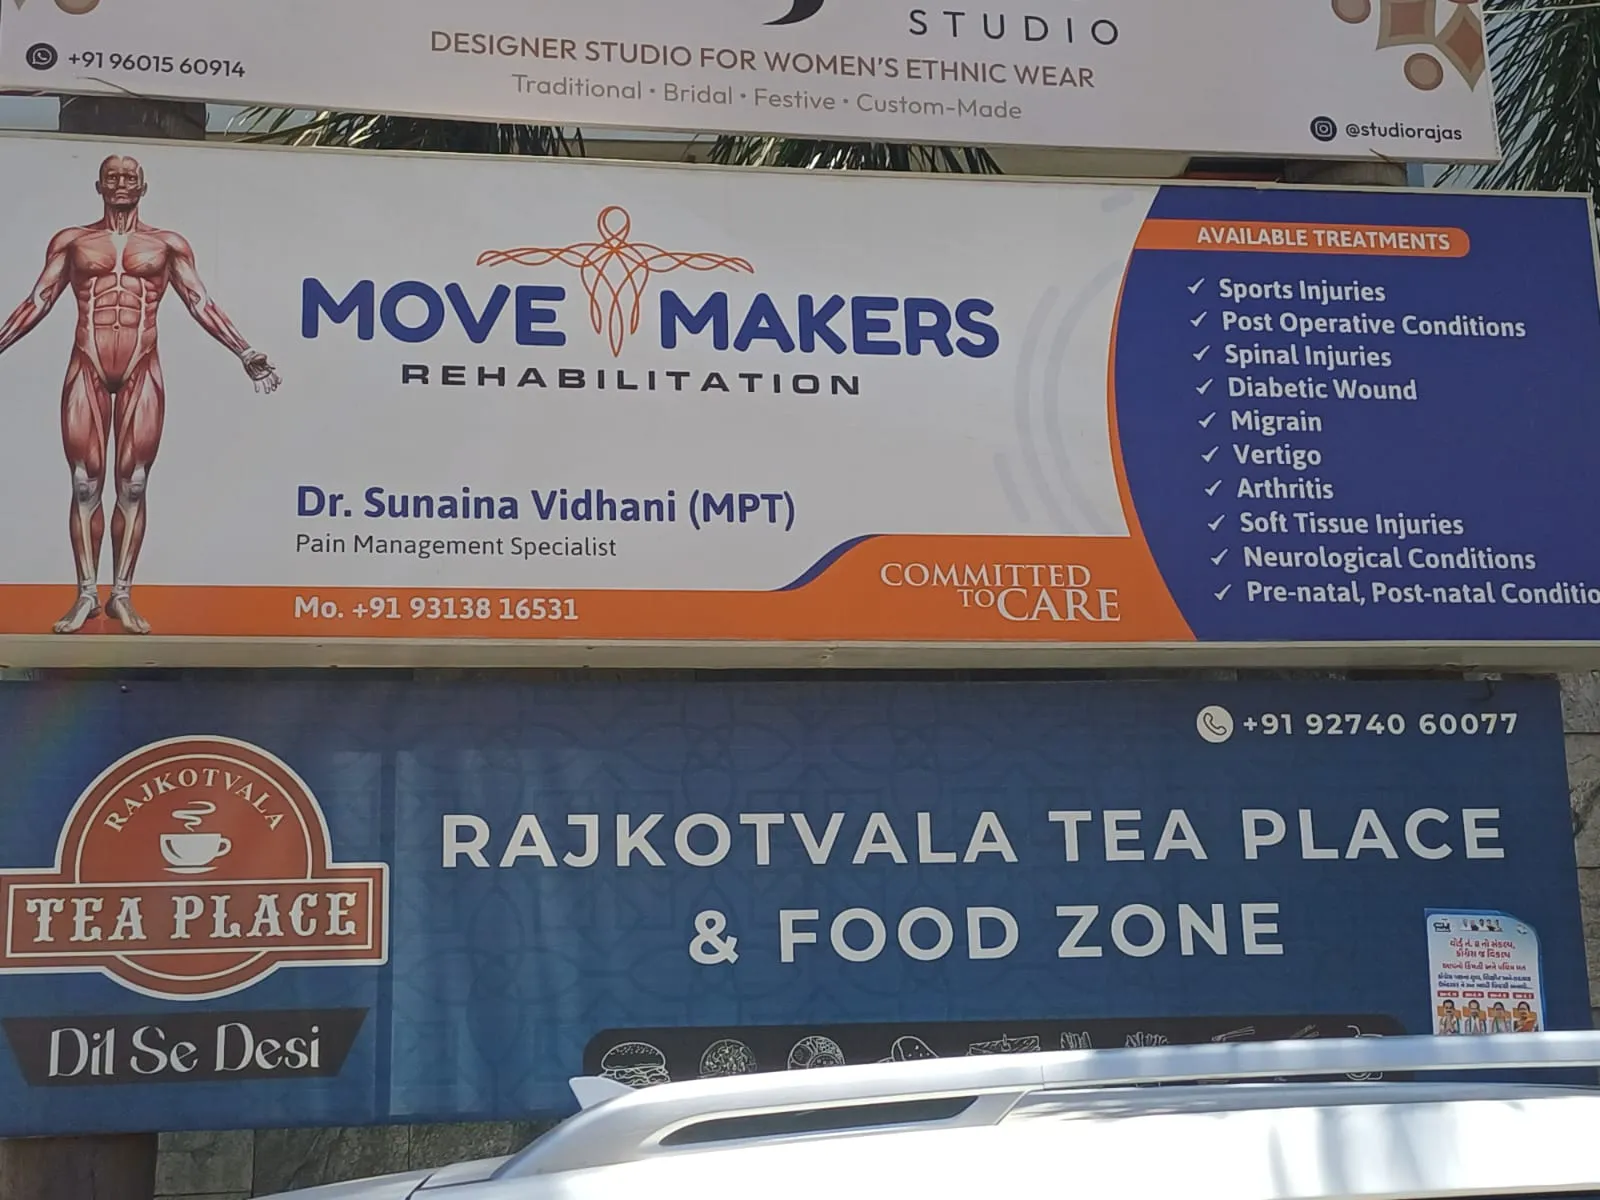 STUDIO
DESIGNER STUDIO FOR WOMEN'S ETHNIC WEAR
Traditional • Bridal • Festive • Custom-Made
+91 96015 60914
@studiorajas
MOVE MAKERS
REHABILITATION
Dr. Sunaina Vidhani (MPT)
Pain Management Specialist
Mo. +91 93138 16531
COMMITTED
TO CARE
AVAILABLE TREATMENTS
✓ Sports Injuries
✓ Post Operative Conditions
✓ Spinal Injuries
✓ Diabetic Wound
✓ Migrain
✓ Vertigo
✓ Arthritis
✓ Soft Tissue Injuries
✓ Neurological Conditions
✓ Pre-natal, Post-natal Conditio
+91 92740 60077
RAJKOTVALA
TEA PLACE
Dil Se Desi
RAJKOTVALA TEA PLACE
& FOOD ZONE
વોર્ડ નં. 8 નો સંકલ્પ,
કોંગ્રેસ જ વિકલ્પ